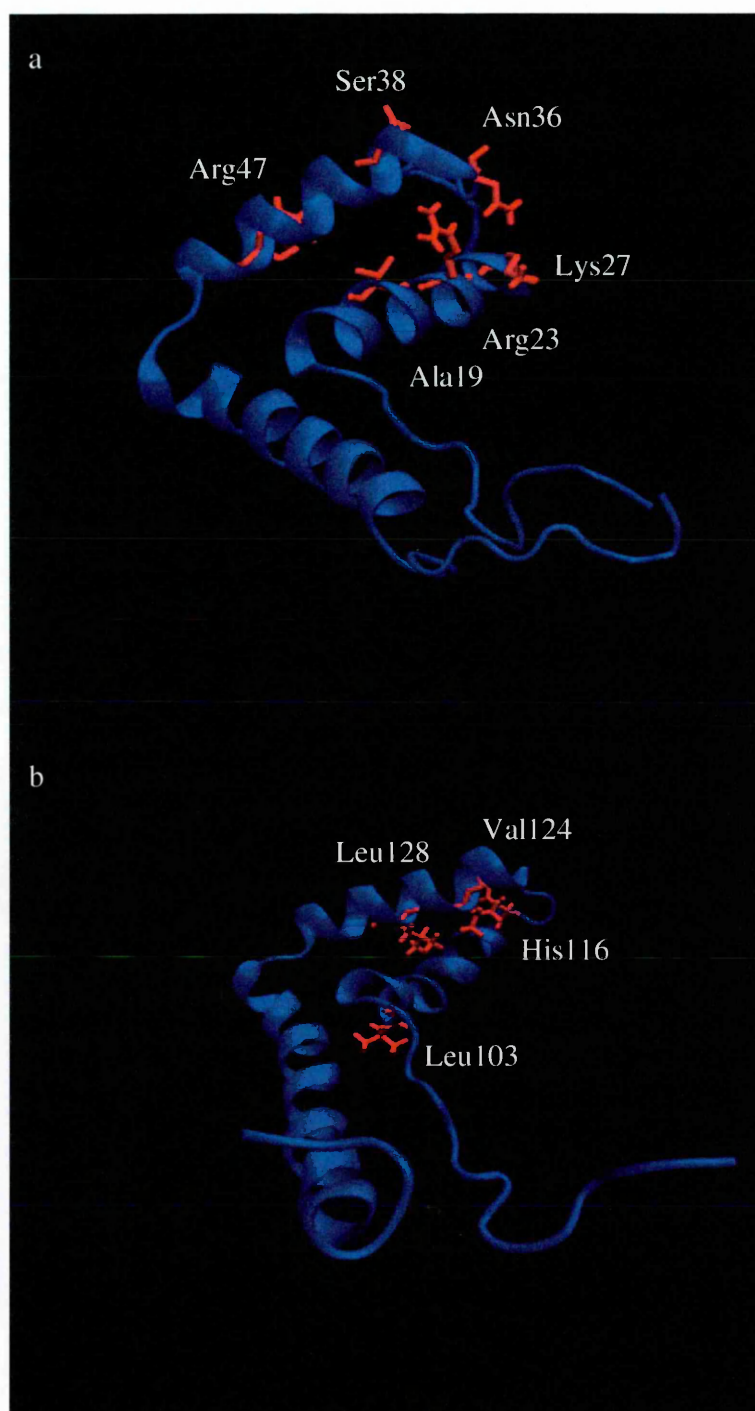 a
Ser38
Asn36
Arg47
Lys27
Arg23
Ala19
b
Val124
Leu128
His116
Leu103